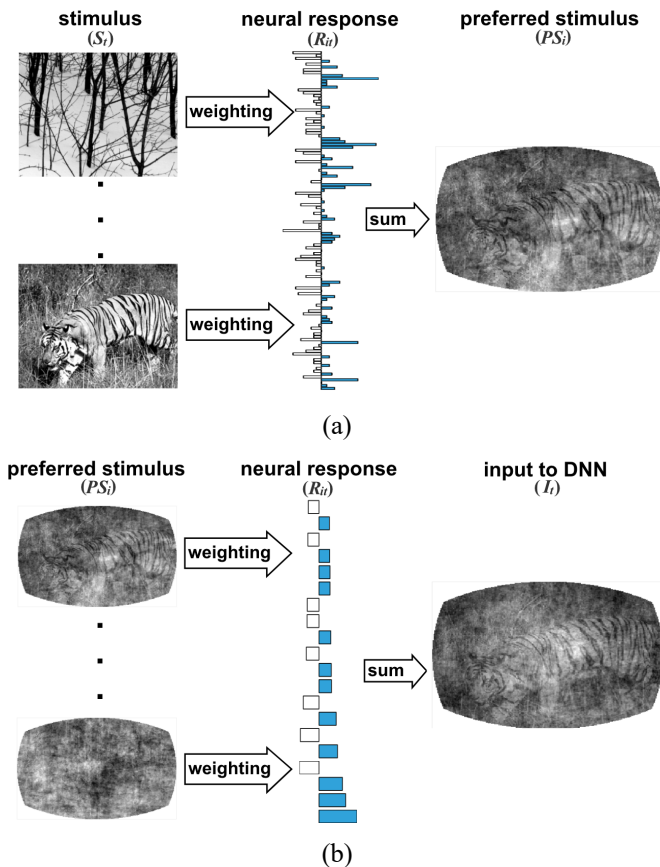 stimulus
(St)
neural response
(Rit)
preferred stimulus
(PSi)
weighting
sum
weighting
(a)
preferred stimulus
(PSi)
neural response
(Rit)
input to DNN
(It)
weighting
sum
weighting
(b)